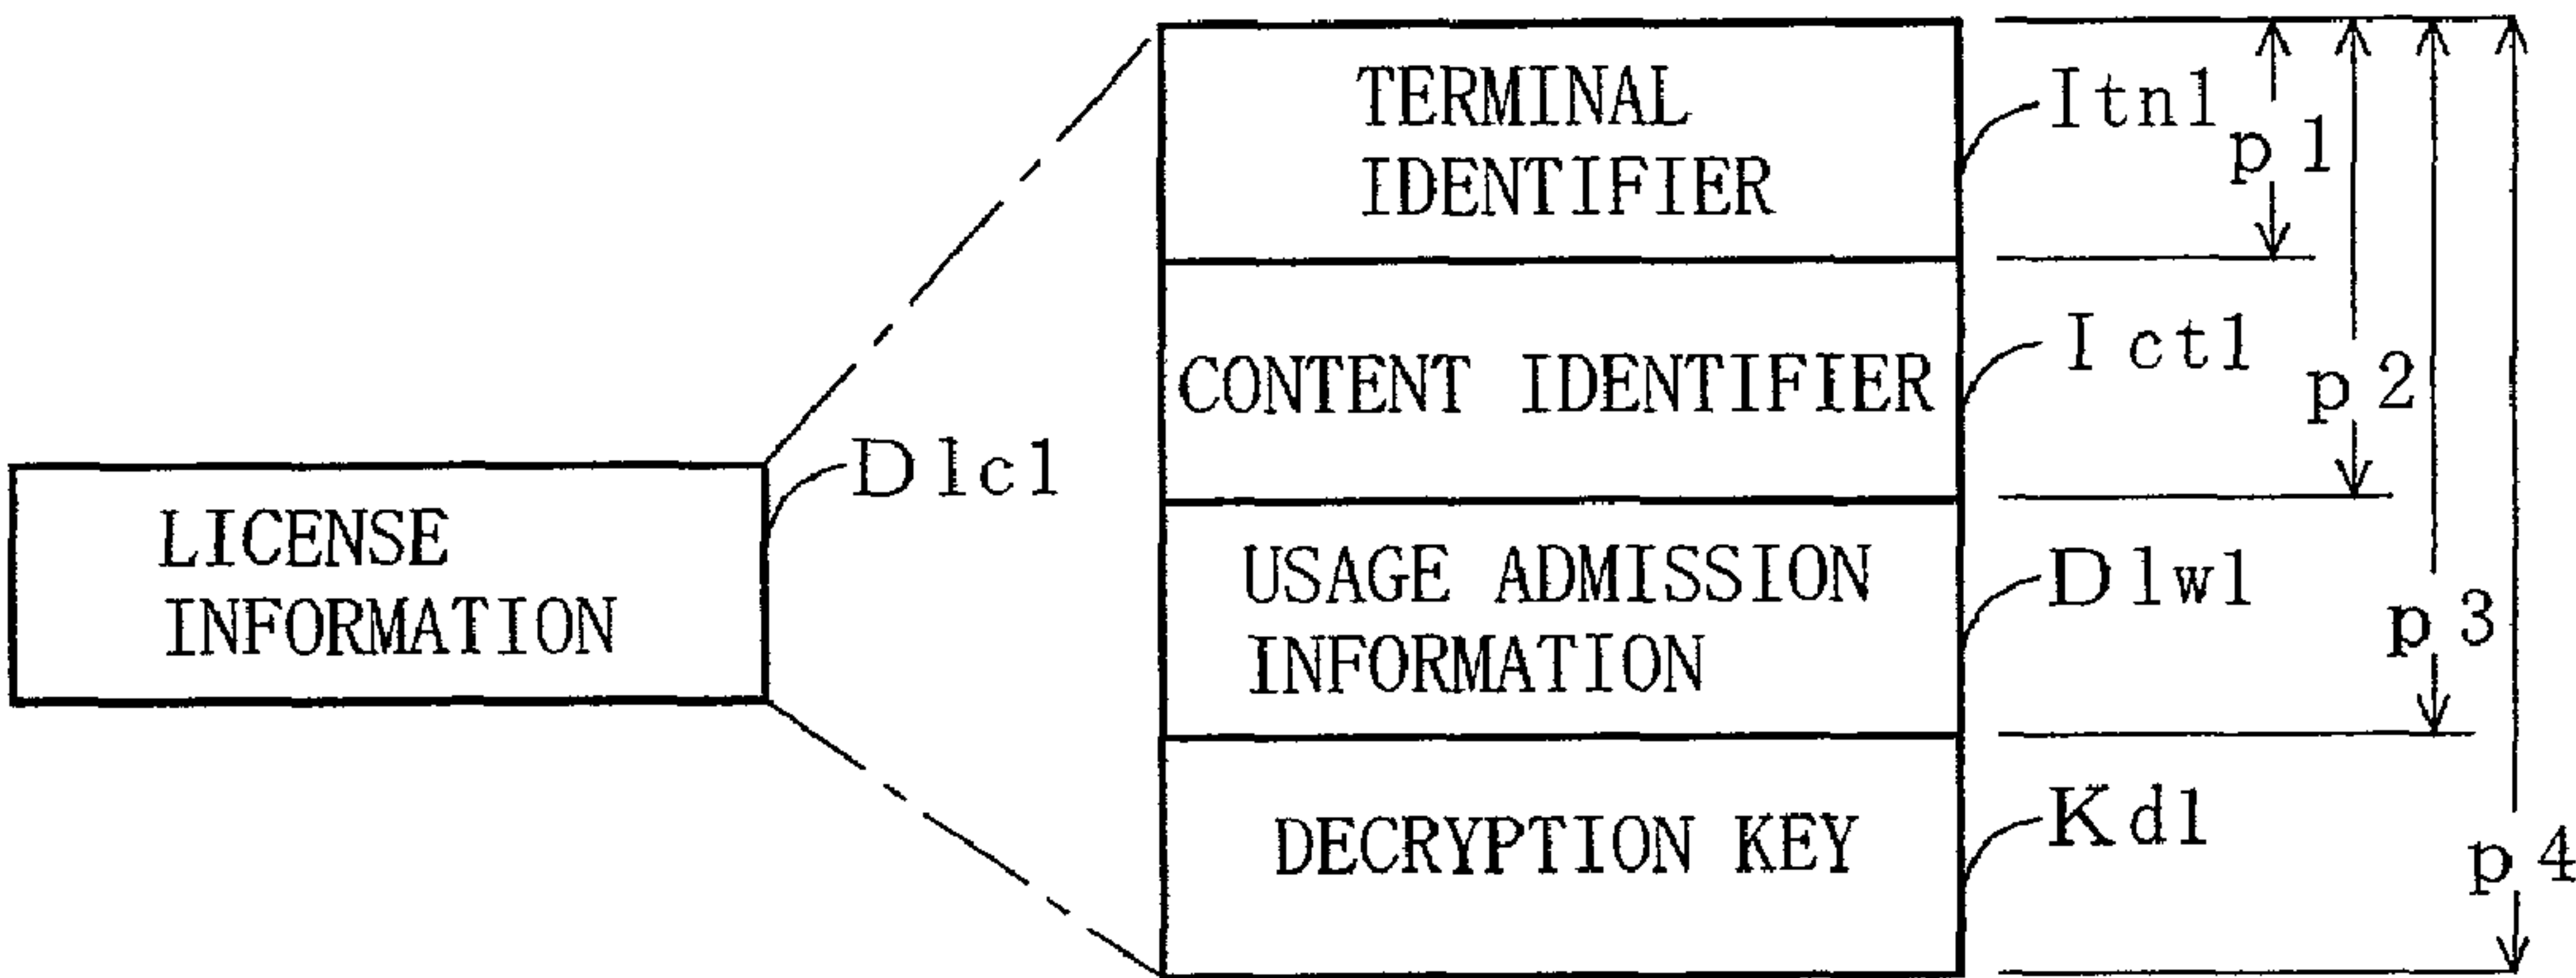 TERMINAL
IDENTIFIER
Itn1
p1
CONTENT IDENTIFIER
Ict1
p2
LICENSE
INFORMATION
Dlc1
USAGE ADMISSION
INFORMATION
Dlw1
p3
DECRYPTION KEY
Kd1
p4